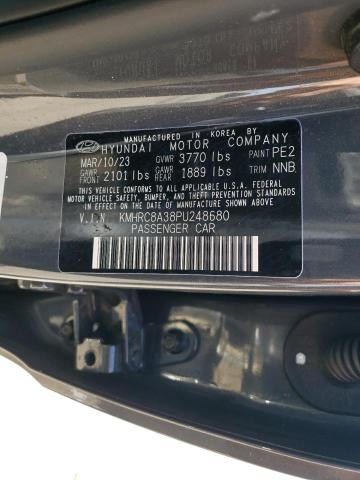 MANUFACTURED IN KOREA BY
HYUNDAI MOTOR COMPANY
MAR/10/23 GVWR 3770 lbs PAINT PE2
GAWR FRONT 2101 lbs GAWR REAR 1889 lbs TRIM NNB
THIS VEHICLE CONFORMS TO ALL APPLICABLE U.S.
FEDERAL MOTOR VEHICLE SAFETY, BUMPER, AND THEFT
PREVENTION STANDARDS IN EFFECT ON THE DATE OF
MANUFACTURE SHOWN ABOVE.
V.I.N KMHRC8A38PU248680
PASSENGER CAR